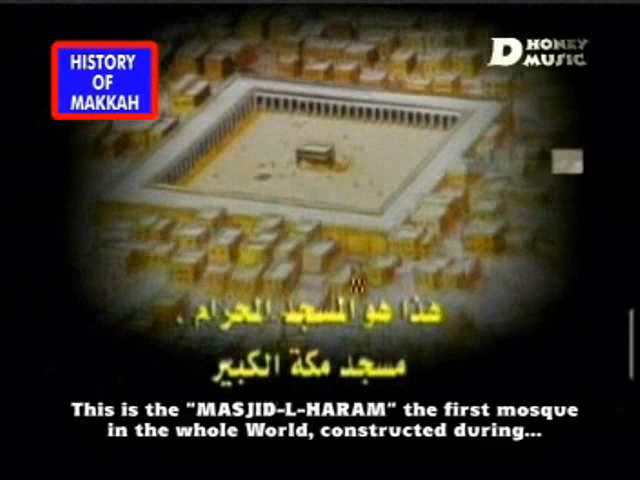 HISTORY
OF
MAKKAH
D HONEY
MUSIC
هذا هو المسجد الحرام .
مسجد مكة الكبير
This is the "MASJID-L-HARAM" the first mosque
in the whole World, constructed during...